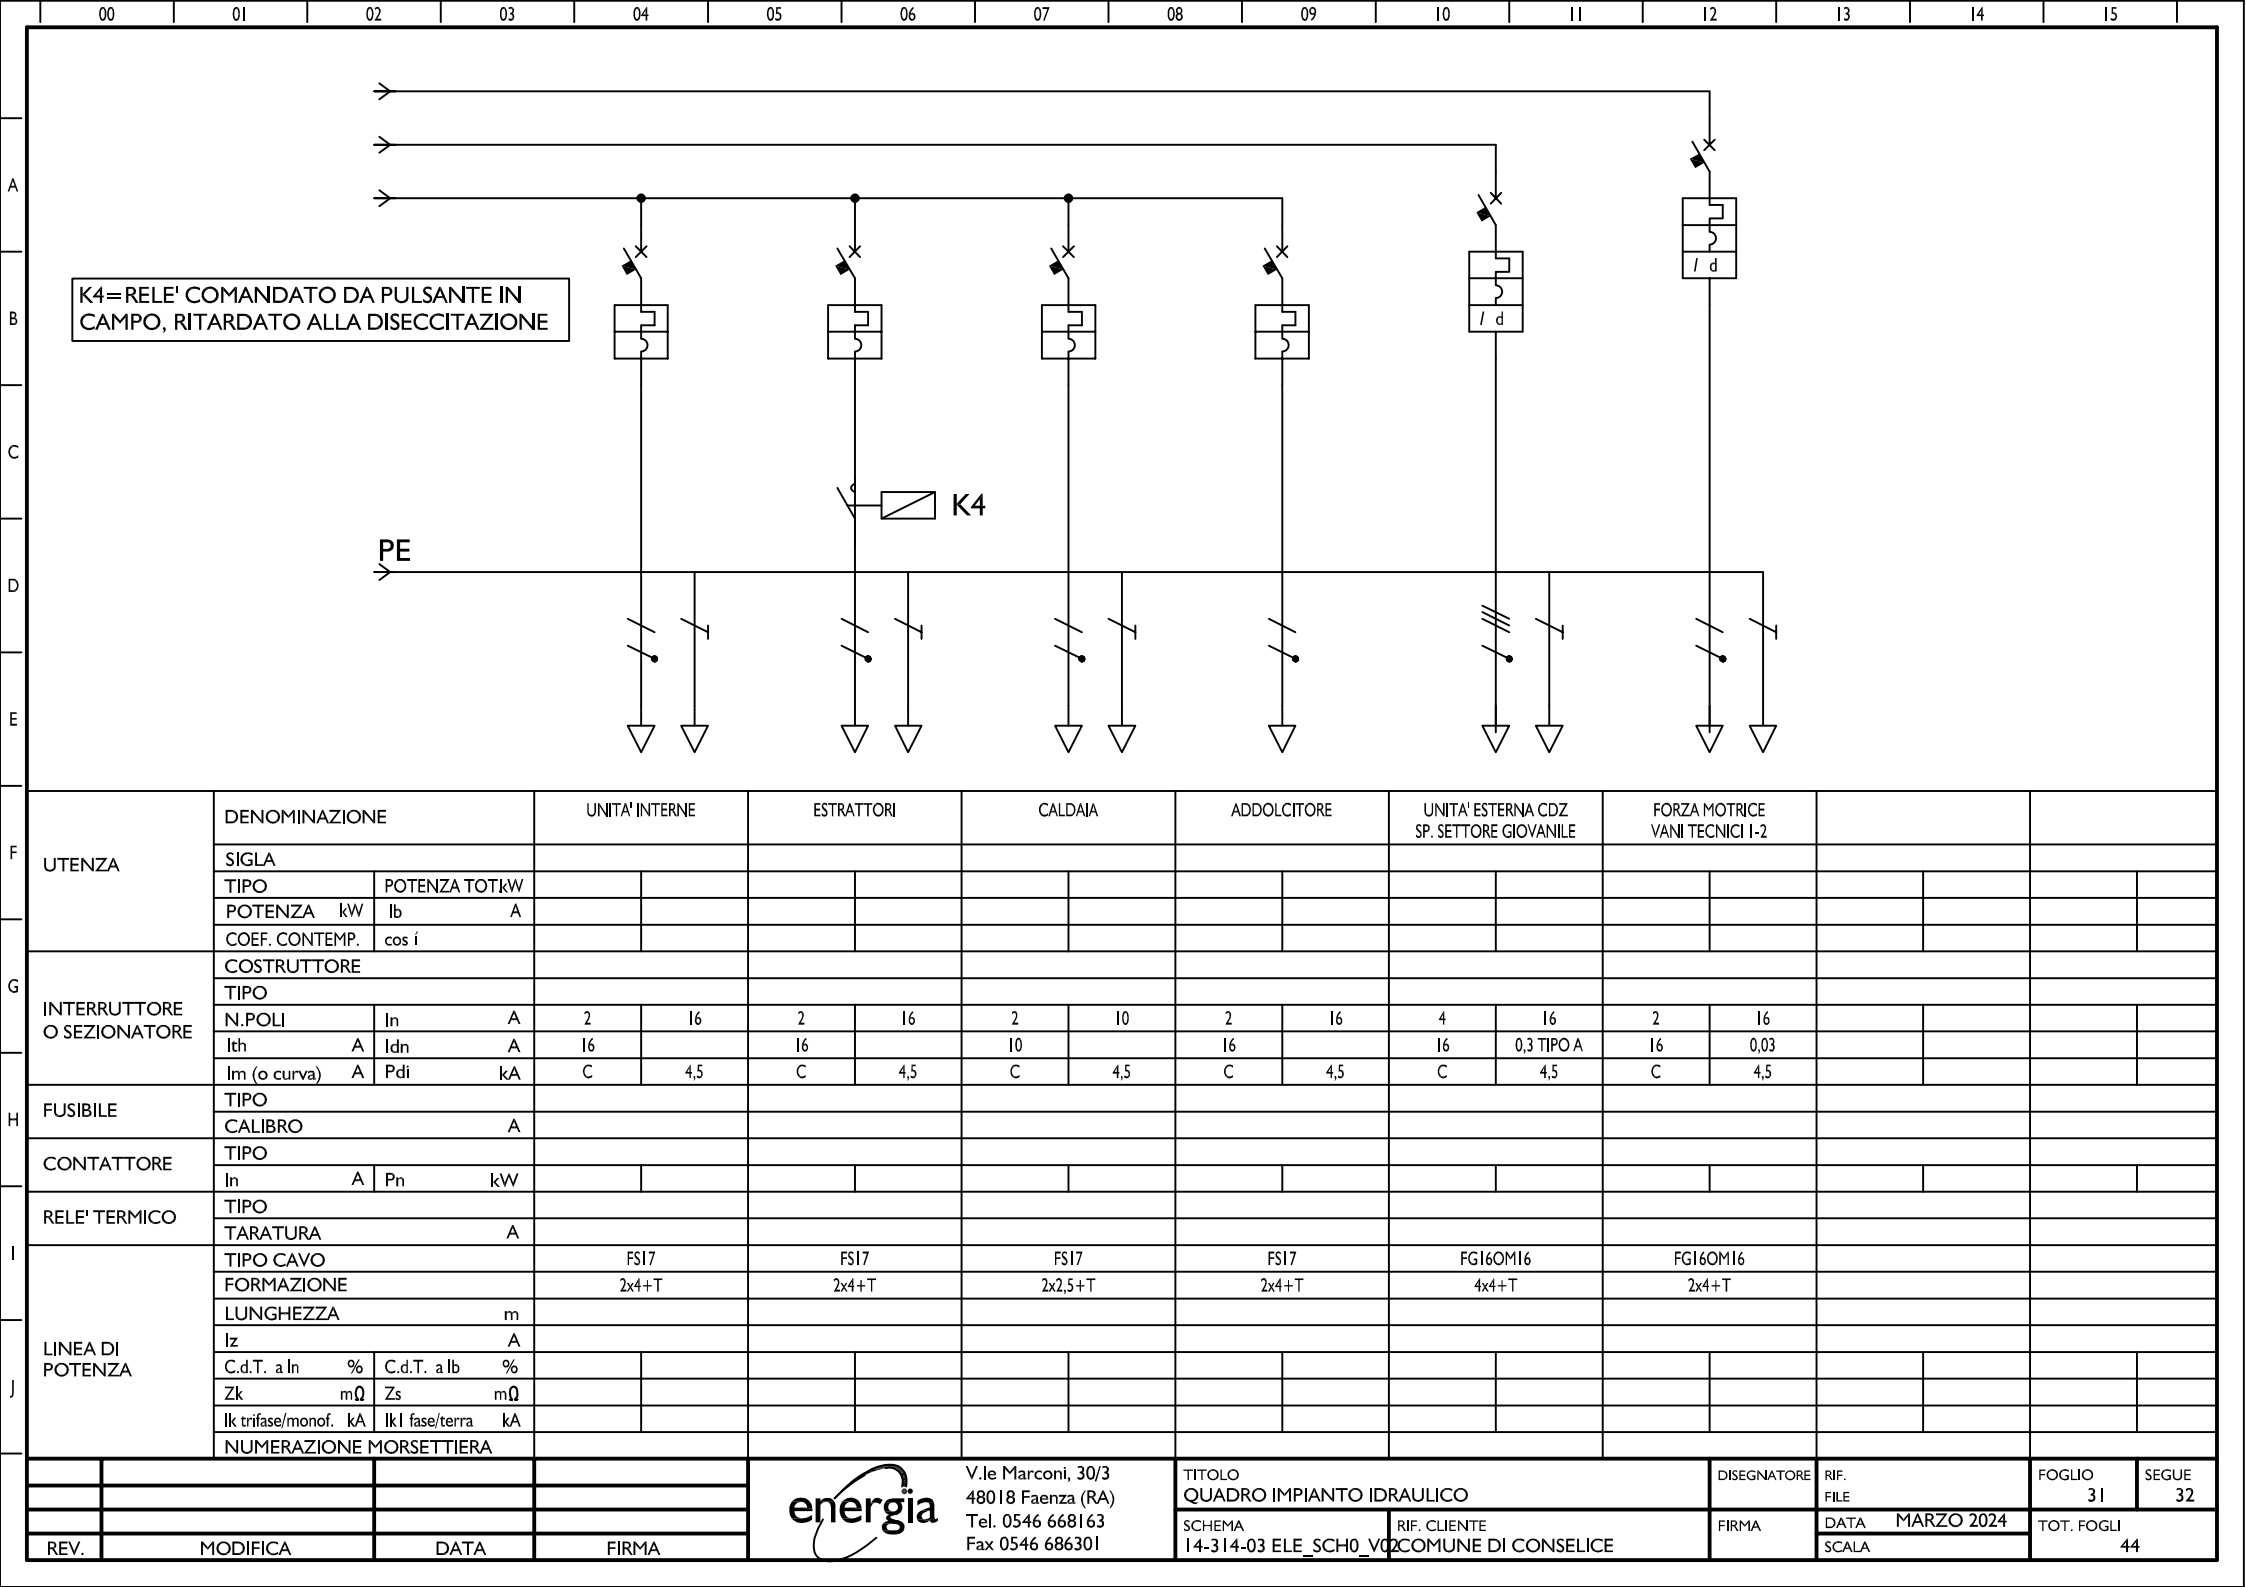 00 01 02 03 04 05 06 07 08 09 10 11 12 13 14 15
A
B
C
D
E
F
G
H
I
J
K4=RELE' COMANDATO DA PULSANTE IN
CAMPO, RITARDATO ALLA DISECCITAZIONE
I d
I d
K4
PE
UTENZA
DENOMINAZIONE UNITA' INTERNE ESTRATTORI CALDAIA ADDOLCITORE UNITA' ESTERNA CDZ FORZA MOTRICE
SP. SETTORE GIOVANILE VANI TECNICI 1-2
SIGLA
TIPO POTENZA TOT.kW
POTENZA kW Ib A
COEF. CONTEMP. cos í
INTERRUTTORE
O SEZIONATORE
COSTRUTTORE
TIPO
N.POLI In A 2 16 2 16 2 10 2 16 4 16 2 16
Ith A Idn A 16 16 10 16 16 0,3 TIPO A 16 0,03
Im (o curva) A Pdi kA C 4,5 C 4,5 C 4,5 C 4,5 C 4,5 C 4,5
FUSIBILE
TIPO
CALIBRO A
CONTATTORE
TIPO
In A Pn kW
RELE' TERMICO
TIPO
TARATURA A
LINEA DI
POTENZA
TIPO CAVO FS17 FS17 FS17 FS17 FG16OM16 FG16OM16
FORMAZIONE 2x4+T 2x4+T 2x2,5+T 2x4+T 4x4+T 2x4+T
LUNGHEZZA m
Iz A
C.d.T. a In % C.d.T. a Ib %
Zk mΩ Zs mΩ
Ik trifase/monof. kA Ik1 fase/terra kA
NUMERAZIONE MORSETTIERA
REV. MODIFICA DATA FIRMA
energia
V.le Marconi, 30/3
48018 Faenza (RA)
Tel. 0546 668163
Fax 0546 686301
TITOLO
QUADRO IMPIANTO IDRAULICO
SCHEMA
14-314-03 ELE_SCH0_V02
RIF. CLIENTE
COMUNE DI CONSELICE
DISEGNATORE
FIRMA
RIF.
FILE
DATA MARZO 2024
SCALA
FOGLIO
31
SEGUE
32
TOT. FOGLI
44